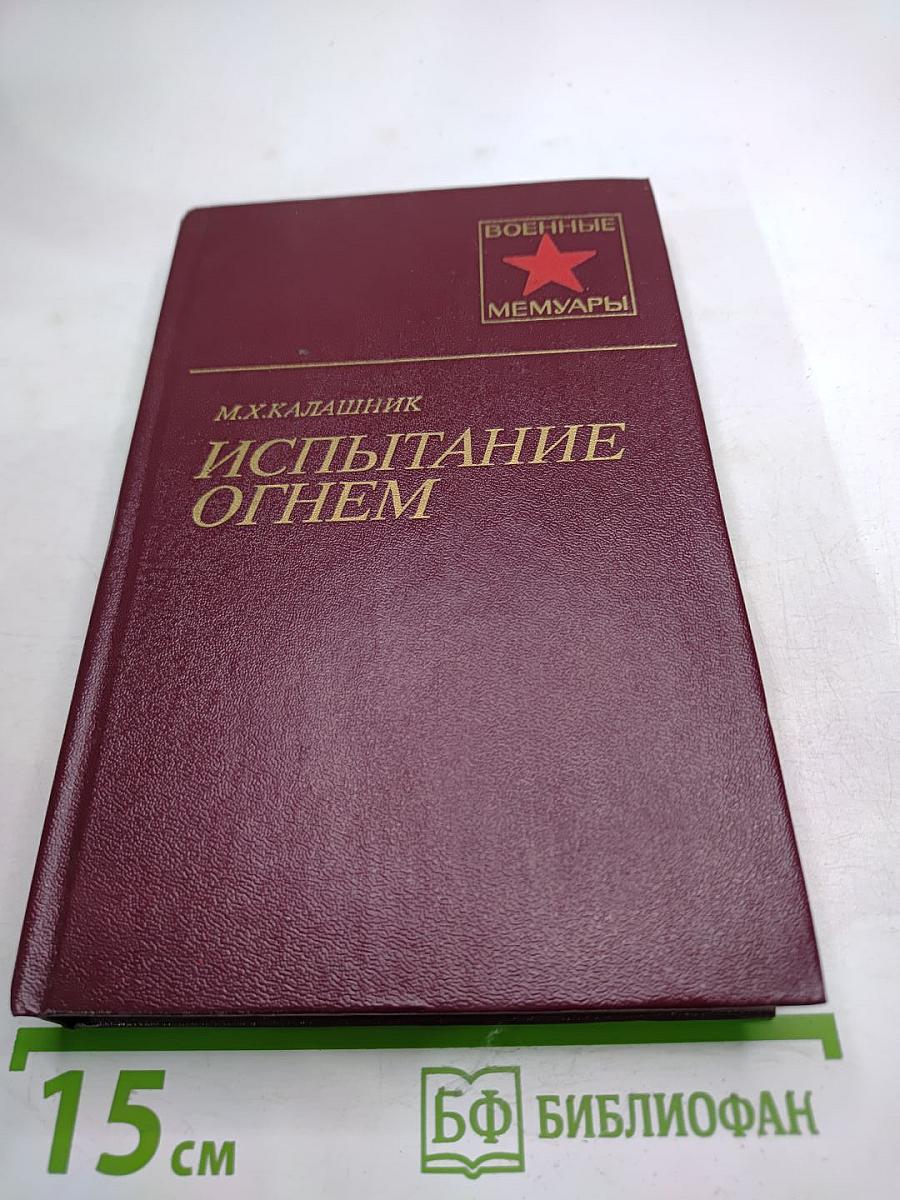 ВОЕННЫЕ
МЕМУАРЫ
М.Х.КАЛАШНИК
ИСПЫТАНИЕ
ОГНЕМ
15 см
БФ БИБЛИОФАН